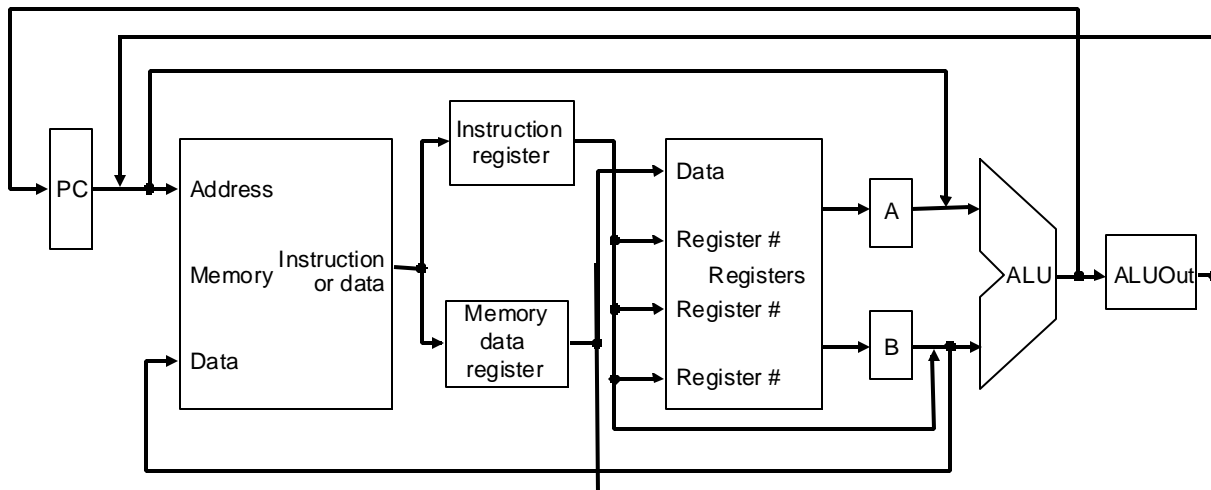 PC
Address
Memory
Instruction
or data
Data
Instruction
register
Memory
data
register
Data
Register #
Registers
Register #
Register #
A
B
ALU
ALUOut